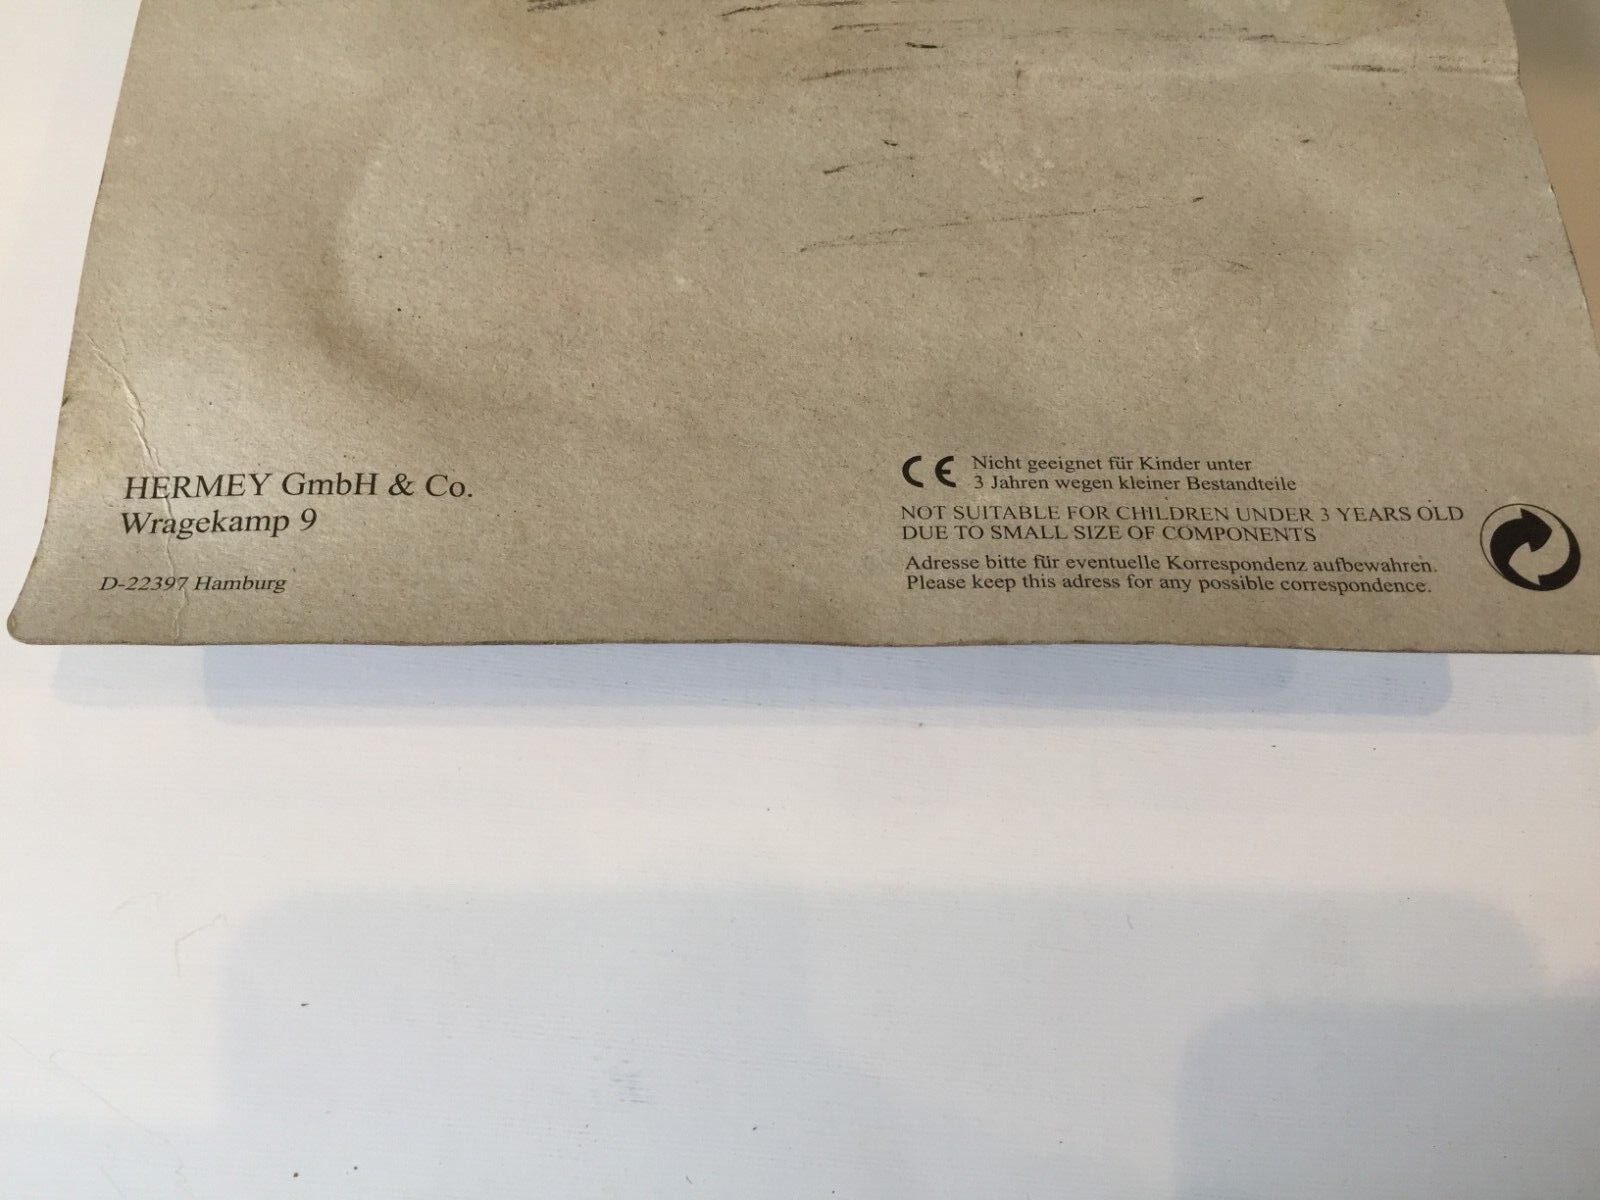 HERMEY GmbH & Co.
Wragekamp 9
D-22397 Hamburg
CE Nicht geeignet für Kinder unter
3 Jahren wegen kleiner Bestandteile
NOT SUITABLE FOR CHILDREN UNDER 3 YEARS OLD
DUE TO SMALL SIZE OF COMPONENTS
Adresse bitte für eventuelle Korrespondenz aufbewahren.
Please keep this adress for any possible correspondence.